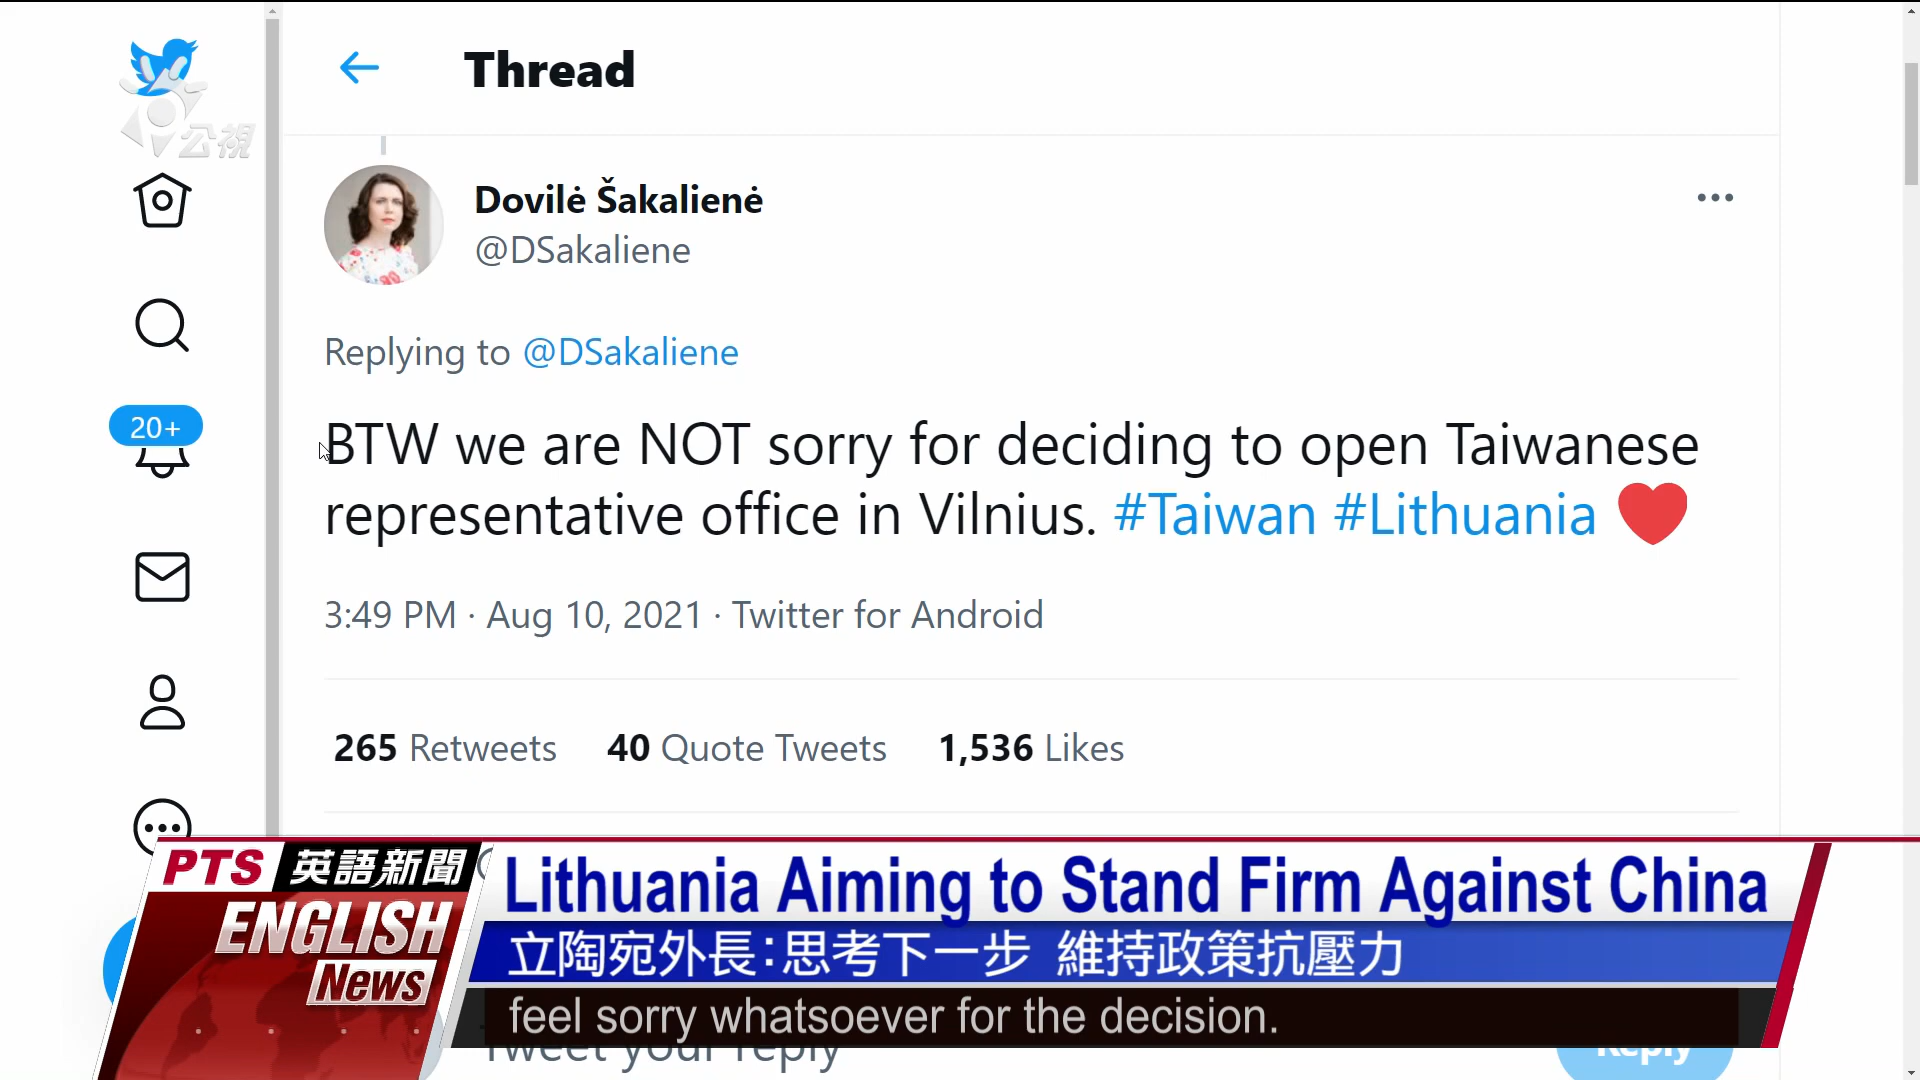 Thread
公視
Dovilė Šakalienė
@DSakaliene
Replying to @DSakaliene
20+
BTW we are NOT sorry for deciding to open Taiwanese
representative office in Vilnius. #Taiwan #Lithuania
3:49 PM · Aug 10, 2021 · Twitter for Android
265 Retweets 40 Quote Tweets 1,536 Likes
PTS 英語新聞
ENGLISH
News
Lithuania Aiming to Stand Firm Against China
立陶宛外長:思考下一步 維持政策抗壓力
feel sorry whatsoever for the decision.
Tweet your reply
Reply